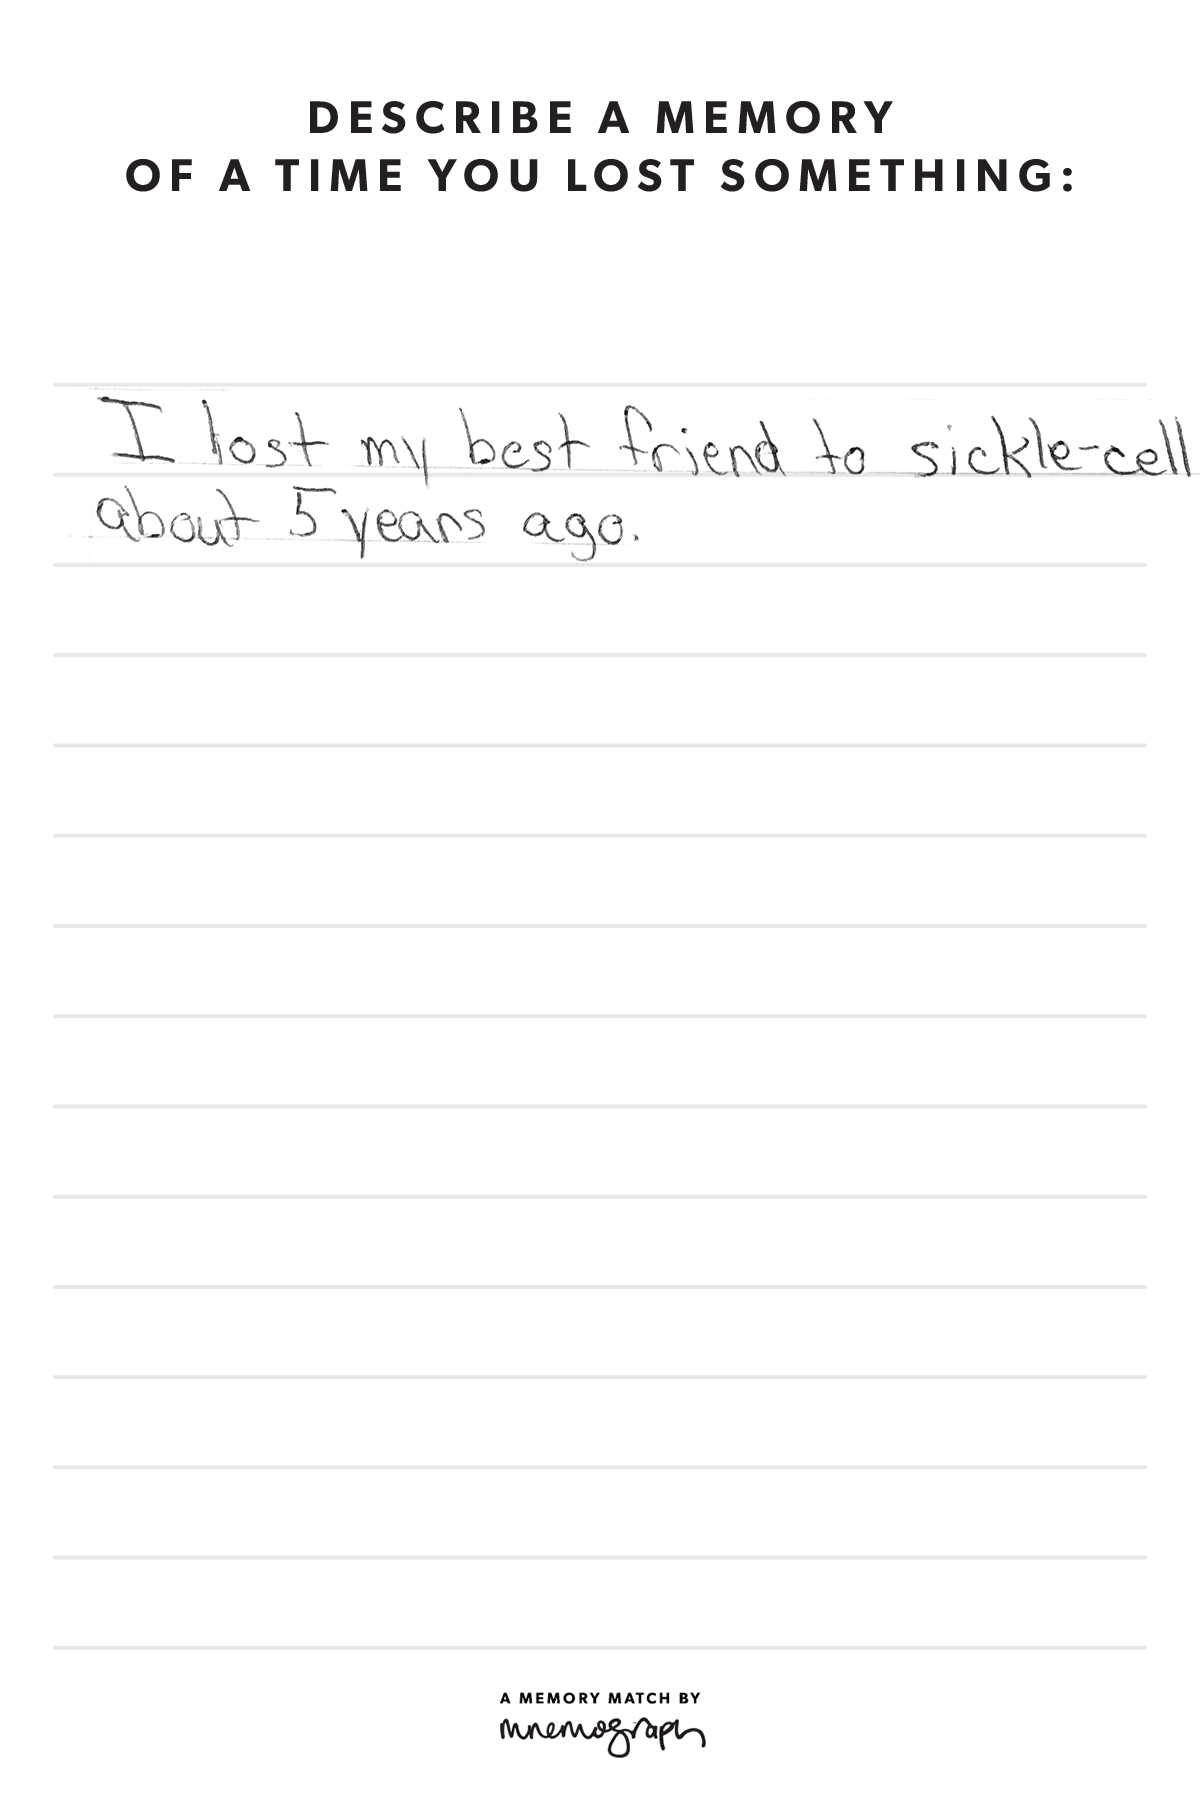 DESCRIBE A MEMORY
OF A TIME YOU LOST SOMETHING:
I lost my best friend to sickle-cell
about 5 years ago.
A MEMORY MATCH BY
mnemograph